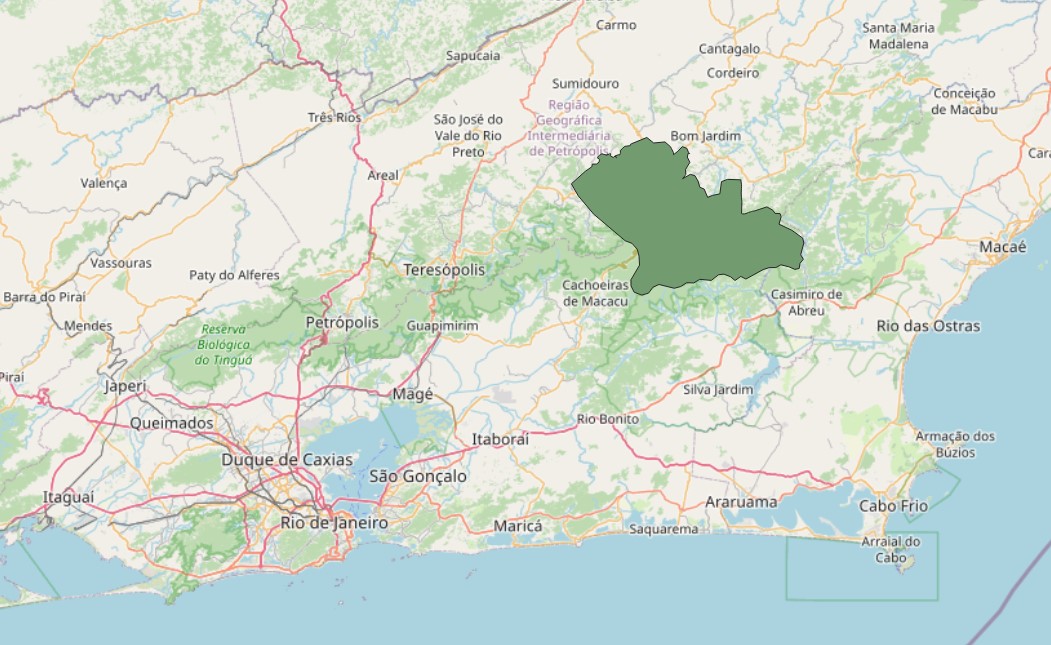 Carmo
Santa Maria
Madalena
Cantagalo
Sapucaia
Cordeiro
Sumidouro
Conceição
de Macabu
Região
Geográfica
Intermediária
de Petrópolis
Três Rios
São José do
Vale do Rio
Preto
Bom Jardim
Cara
Areal
Valença
Macaé
Vassouras
Teresópolis
Paty do Alferes
Cachoeiras
de Macacu
Barra do Piraí
Casimiro de
Abreu
Mendes
Petrópolis
Guapimirim
Rio das Ostras
Reserva
Biológica
do Tinguá
Piraí
Japeri
Magé
Silva Jardim
Queimados
Rio Bonito
Itaboraí
Armação dos
Búzios
Duque de Caxias
São Gonçalo
Itaguaí
Araruama
Cabo Frio
Rio de Janeiro
Maricá
Saquarema
Arraial do
Cabo